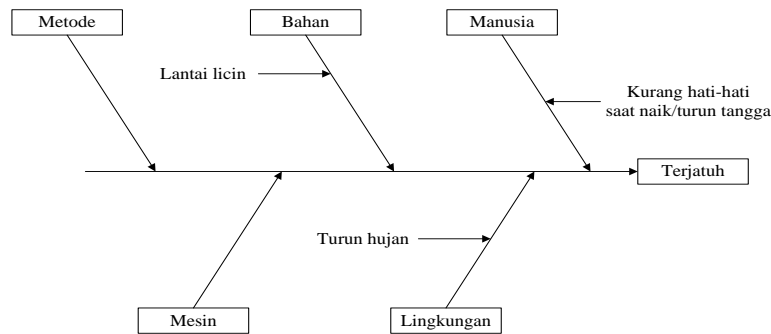 Metode
Bahan
Manusia
Lantai licin
Kurang hati-hati
saat naik/turun tangga
Terjatuh
Turun hujan
Mesin
Lingkungan